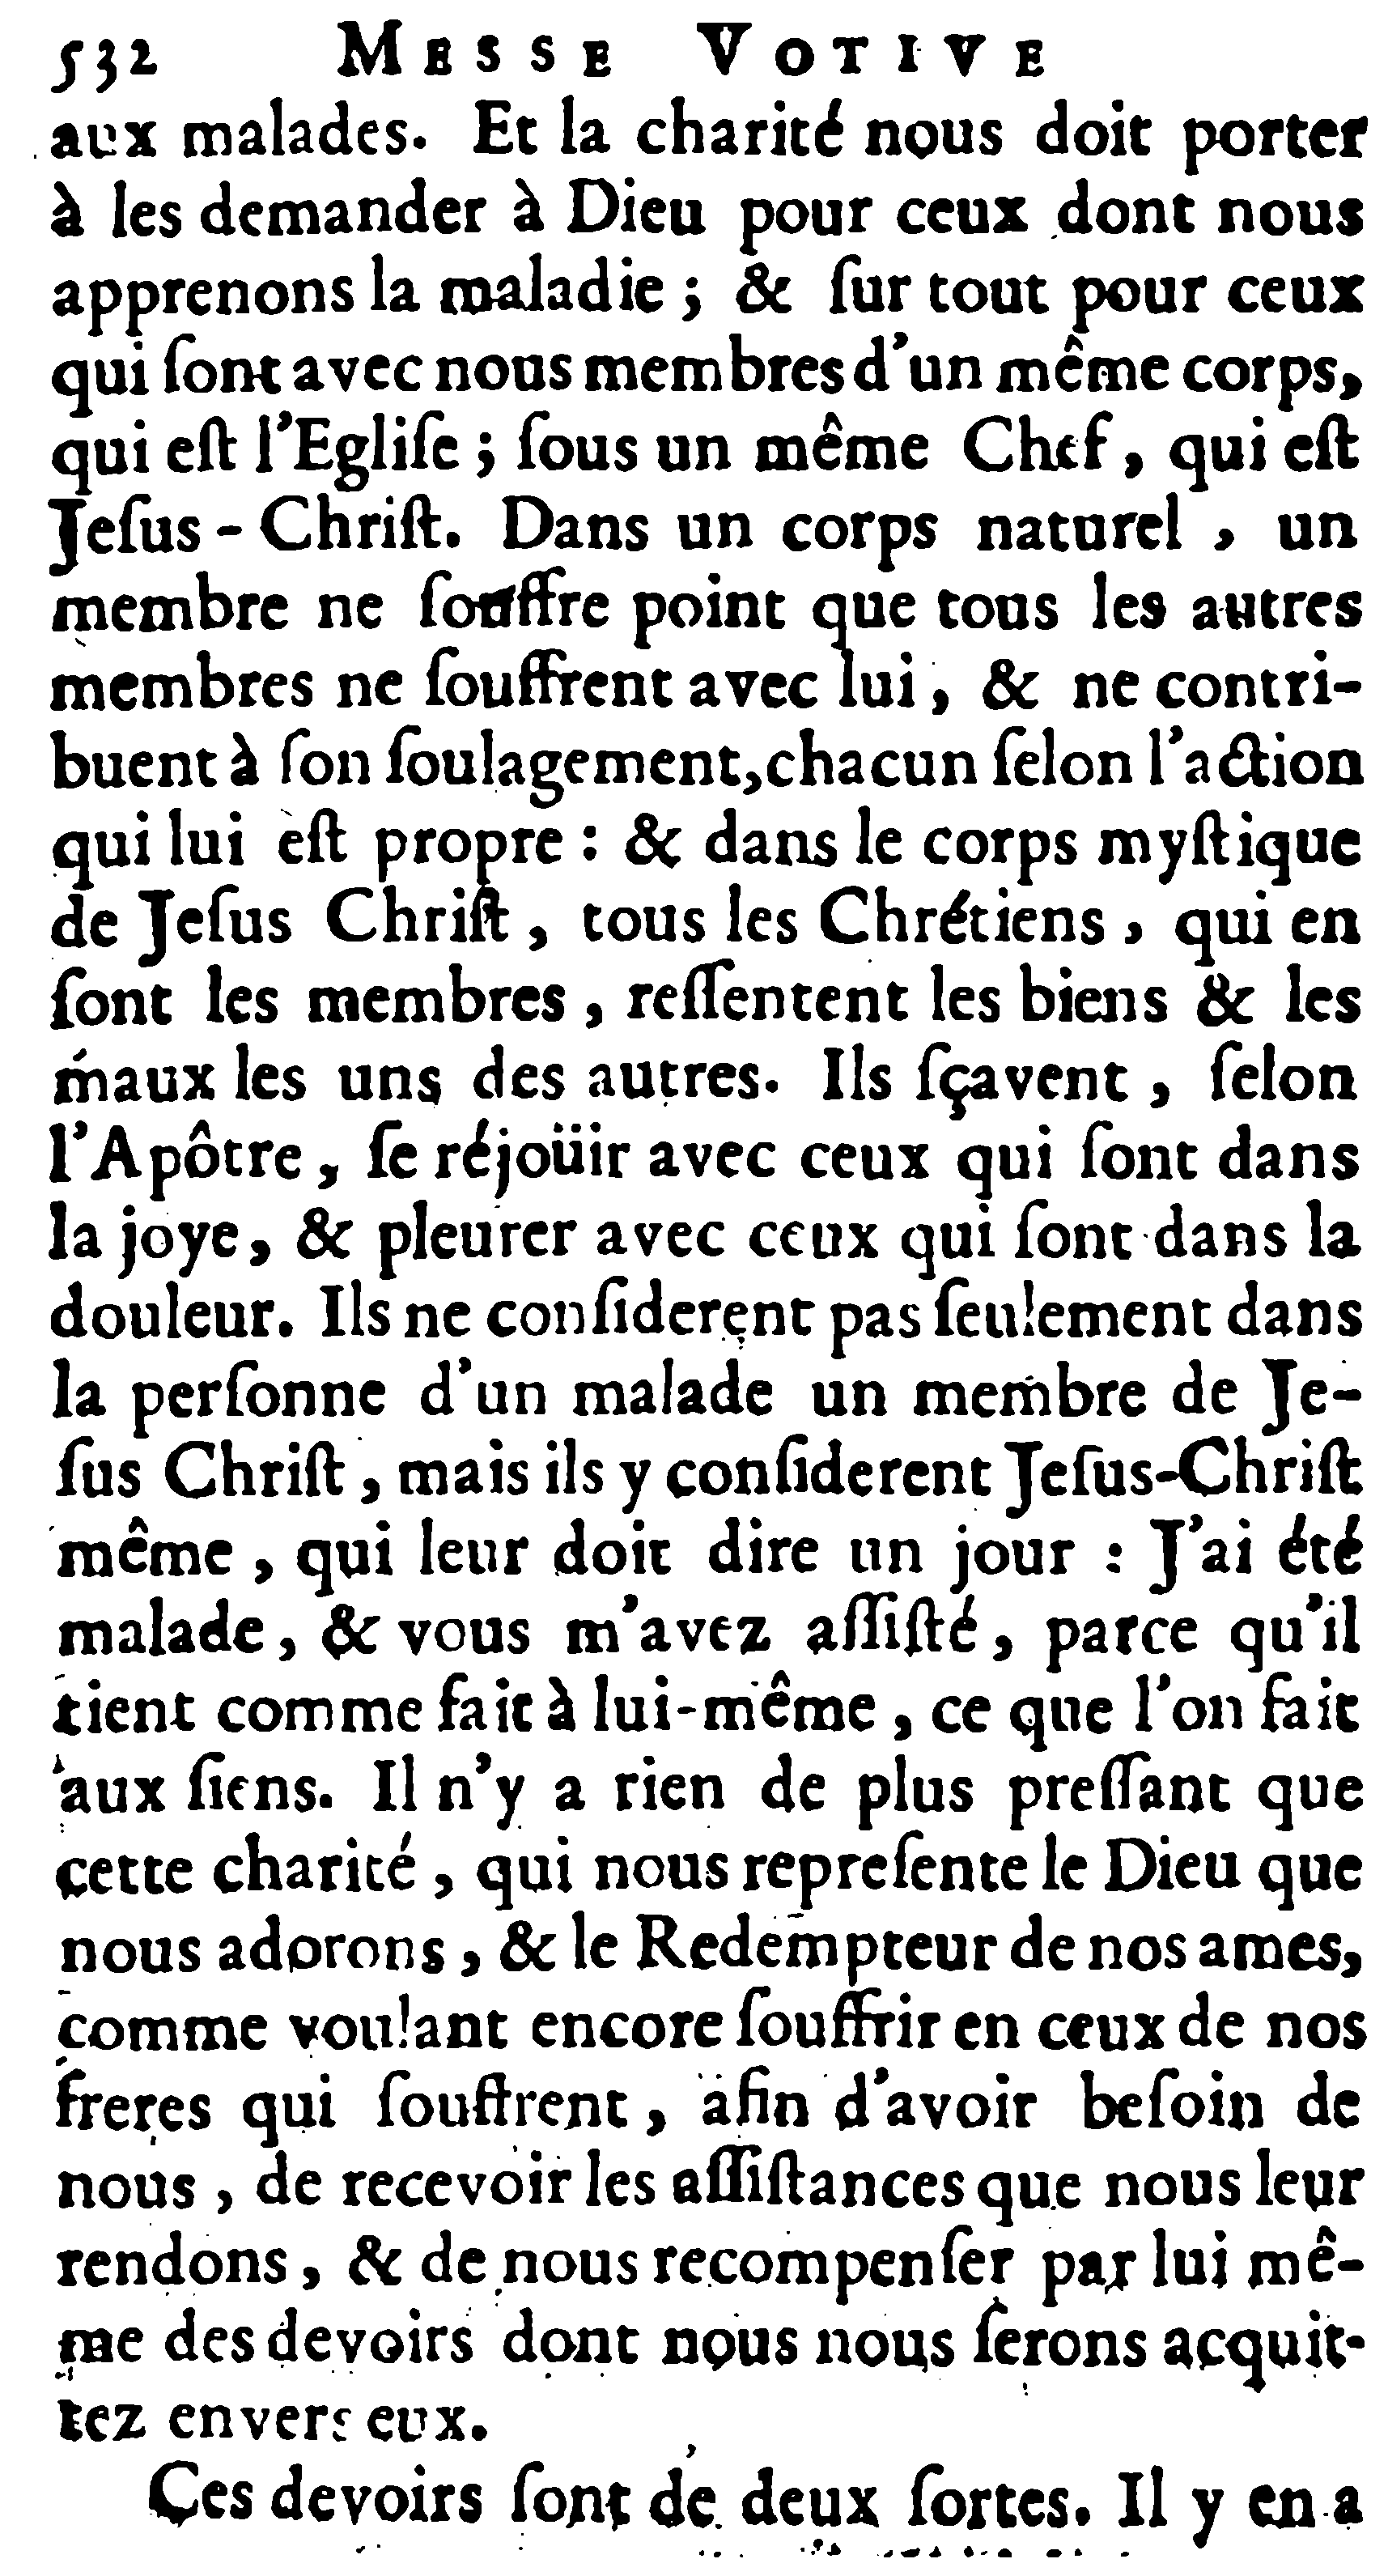 532 MESSE VOTIVE
aux malades. Et la charité nous doit porter
à les demander à Dieu pour ceux dont nous
apprenons la maladie ; & ſur tout pour ceux
qui ſont avec nous membres d'un même corps,
qui eſt l'Egliſe ; ſous un même Chef, qui eſt
Jeſus - Chriſt. Dans un corps naturel, un
membre ne ſouffre point que tous les autres
membres ne ſouffrent avec lui, & ne contri-
buent à ſon ſoulagement, chacun ſelon l'action
qui lui eſt propre : & dans le corps myſtique
de Jeſus Chriſt, tous les Chrétiens, qui en
ſont les membres, reſſentent les biens & les
maux les uns des autres. Ils ſçavent, ſelon
l'Apôtre, ſe réjoüir avec ceux qui ſont dans
la joye, & pleurer avec ceux qui ſont dans la
douleur. Ils ne conſiderent pas ſeulement dans
la perſonne d'un malade un membre de Je-
ſus Chriſt, mais ils y conſiderent Jeſus-Chriſt
même, qui leur doit dire un jour : J'ai été
malade, & vous m'avez aſſiſté, parce qu'il
tient comme fait à lui-même, ce que l'on fait
aux ſiens. Il n'y a rien de plus preſſant que
cette charité, qui nous repreſente le Dieu que
nous adorons, & le Redempteur de nos ames,
comme voulant encore ſouffrir en ceux de nos
freres qui ſouffrent, afin d'avoir beſoin de
nous, de recevoir les aſſiſtances que nous leur
rendons, & de nous recompenſer par lui mê-
me des devoirs dont nous nous ſerons acquit-
tez envers eux.
Ces devoirs ſont de deux ſortes. Il y en a